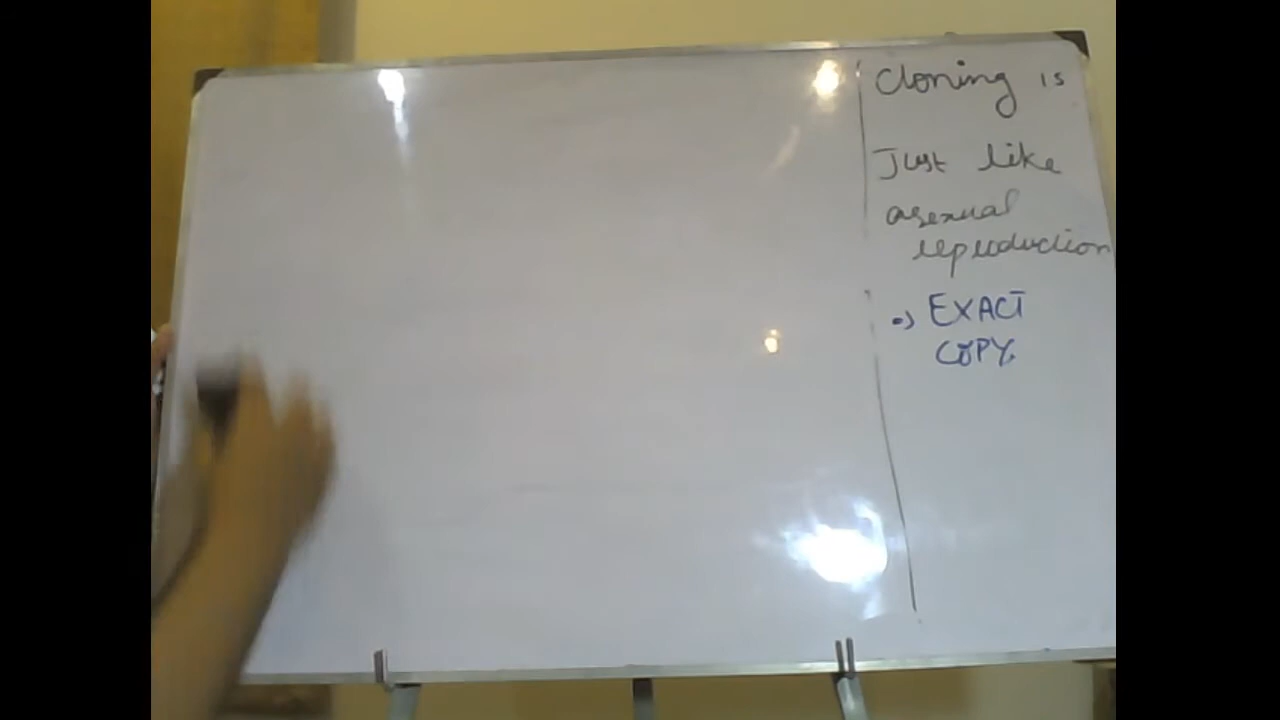 Cloning is
Just like
asexual
reproduction
•) EXACT
COPY.